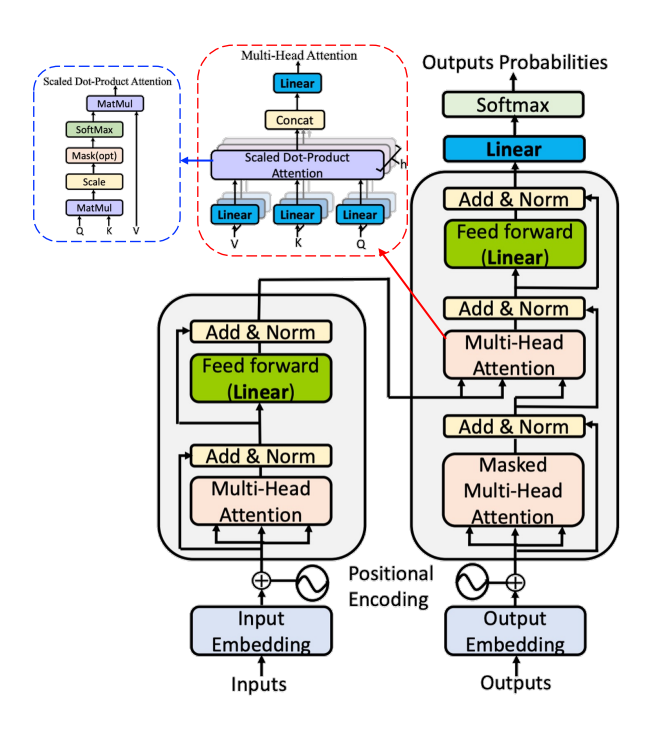 Multi-Head Attention
Linear
Concat
Scaled Dot-Product
Attention
h
Linear
Linear
Linear
V
K
Q
Scaled Dot-Product Attention
MatMul
SoftMax
Mask(opt)
Scale
MatMul
Q
K
V
Outputs Probabilities
Softmax
Linear
Add & Norm
Feed forward
(Linear)
Add & Norm
Multi-Head
Attention
Add & Norm
Masked
Multi-Head
Attention
Add & Norm
Feed forward
(Linear)
Add & Norm
Multi-Head
Attention
Positional
Encoding
Input
Embedding
Inputs
Output
Embedding
Outputs